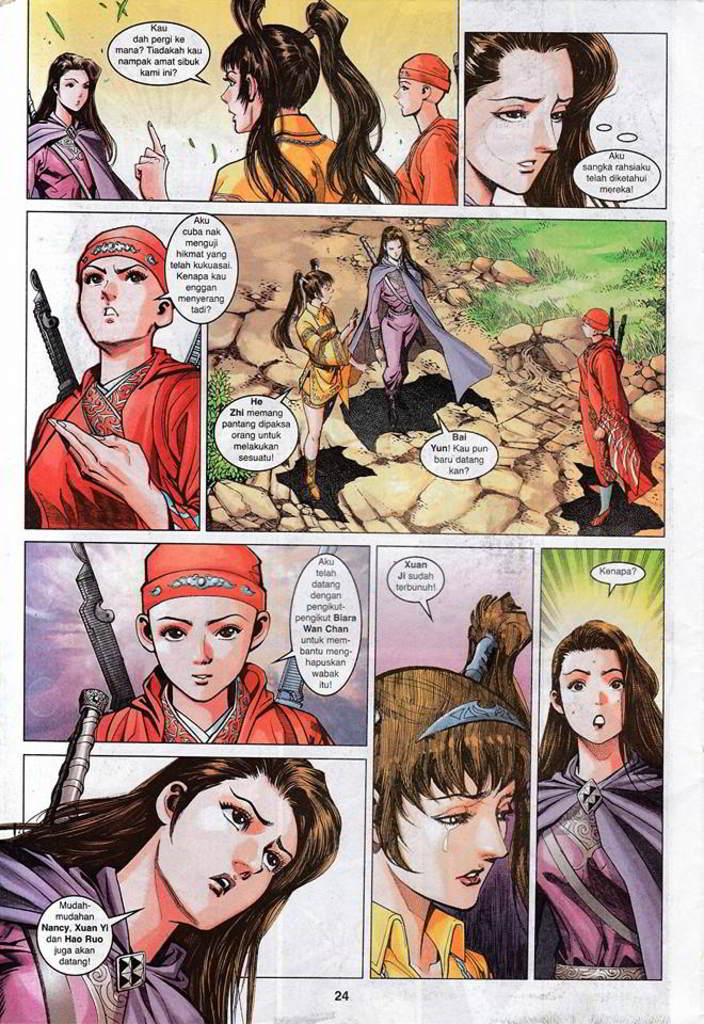 Kau
dah pergi ke
mana? Tiadakah kau
nampak amat sibuk
kami ini?
Aku
sangka rahsiaku
telah diketahui
mereka!
Aku
cuba nak
menguji
hikmat yang
telah kukuasai.
Kenapa kau
enggan
menyerang
tadi?
He
Zhi memang
pantang dipaksa
orang untuk
melakukan
sesuatu!
Bai
Yun! Kau pun
baru datang
kan?
Aku
telah
datang
dengan
pengikut-
pengikut Biara
Wan Chan
untuk mem-
bantu meng-
hapuskan
wabak
itu!
Xuan
Ji sudah
terbunuh!
Kenapa?
Mudah-
mudahan
Nancy, Xuan Yi
dan Hao Ruo
juga akan
datang!
24